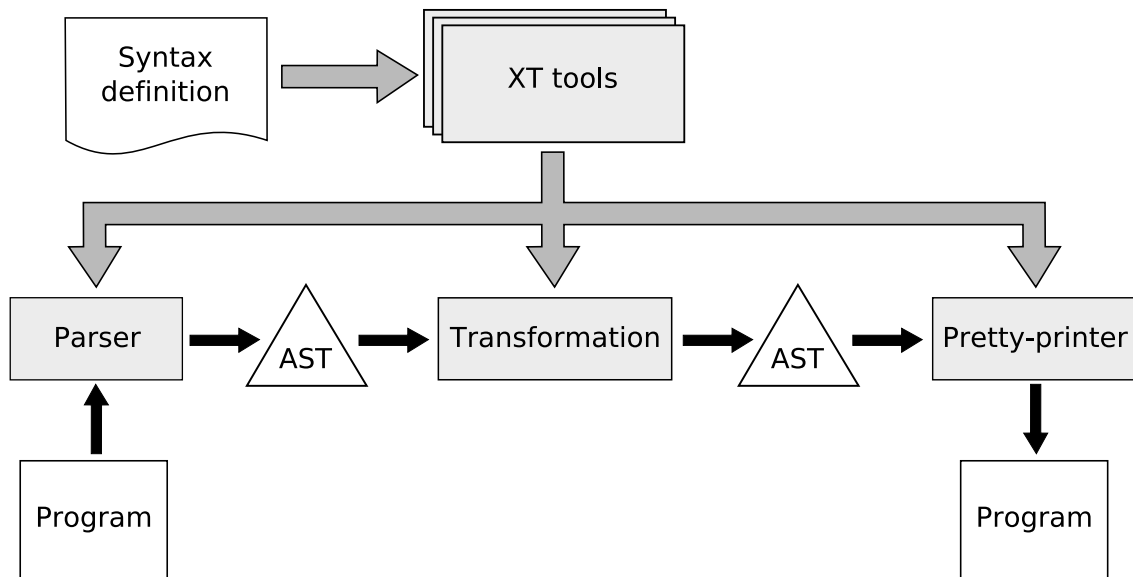 Syntax
definition
XT tools
Parser
AST
Transformation
AST
Pretty-printer
Program
Program